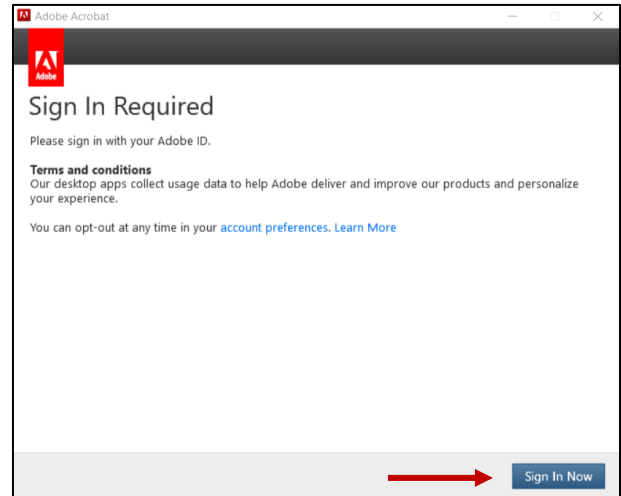 Adobe Acrobat
Adobe
Sign In Required
Please sign in with your Adobe ID.
Terms and conditions
Our desktop apps collect usage data to help Adobe deliver and improve our products and personalize
your experience.
You can opt-out at any time in your account preferences. Learn More
Sign In Now